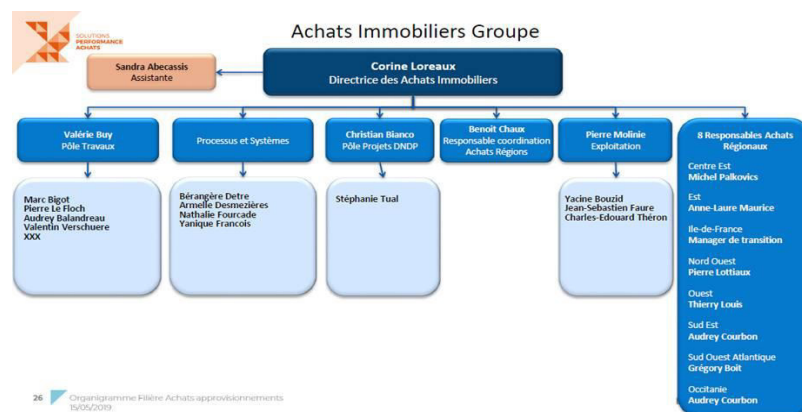 SOLUTIONS
PERFORMANCE
ACHATS
Achats Immobiliers Groupe
Sandra Abecassis
Assistante
Corine Loreaux
Directrice des Achats Immobiliers
Valérie Buy
Pôle Travaux
Processus et Systèmes
Christian Bianco
Pôle Projets DNDP
Benoit Chaux
Responsable coordination
Achats Régions
Pierre Molinie
Exploitation
8 Responsables Achats
Régionaux
Marc Bigot
Pierre Le Floch
Audrey Balandreau
Valentin Verschuere
XXX
Bérangère Detre
Armelle Desmezières
Nathalie Fourcade
Yanique Francois
Stéphanie Tual
Yacine Bouzid
Jean-Sebastien Faure
Charles-Edouard Théron
Centre Est
Michel Palkovics
Est
Anne-Laure Maurice
Ile-de-France
Manager de transition
Nord Ouest
Pierre Lottiaux
Ouest
Thierry Louis
Sud Est
Audrey Courbon
Sud Ouest Atlantique
Grégory Boit
Occitanie
Audrey Courbon
26
Organigramme Filière Achats approvisionnements
15/05/2019